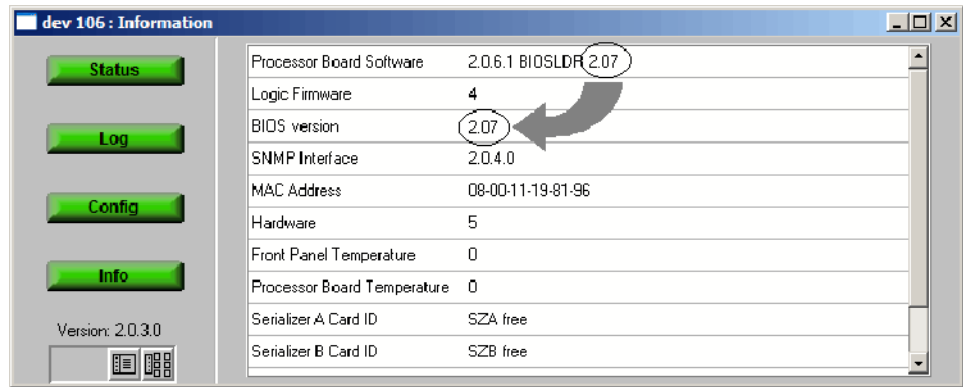 dev 106 : Information
Status
Log
Config
Info
Version: 2.0.3.0
Processor Board Software 2.0.6.1 BIOSLDR 2.07
Logic Firmware 4
BIOS version 2.07
SNMP Interface 2.0.4.0
MAC Address 08-00-11-19-81-96
Hardware 5
Front Panel Temperature 0
Processor Board Temperature 0
Serializer A Card ID SZA free
Serializer B Card ID SZB free